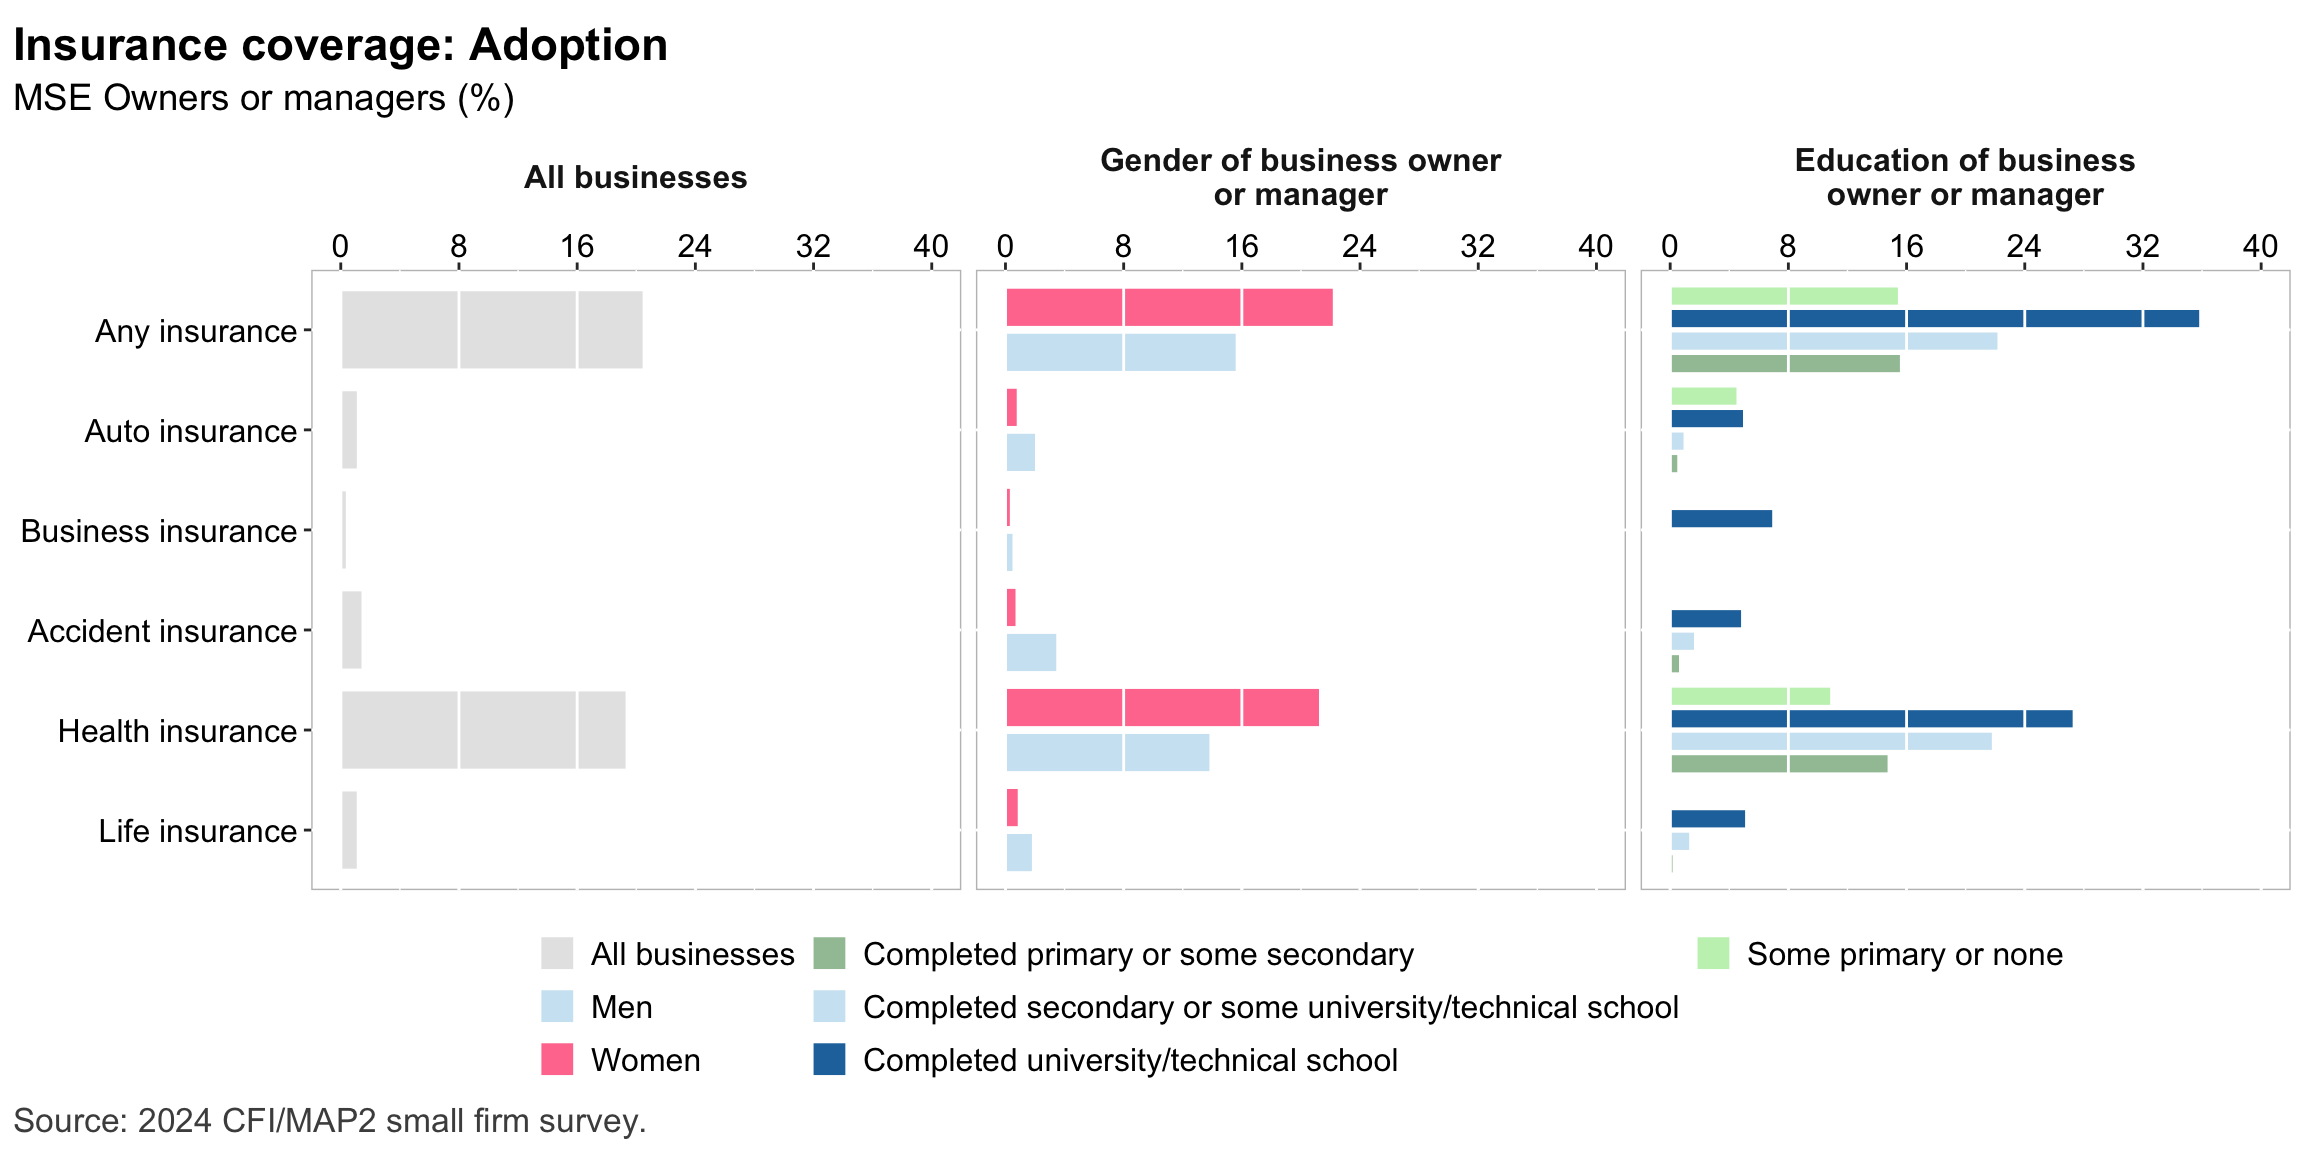 Insurance coverage: Adoption
MSE Owners or managers (%)
All businesses
Gender of business owner
or manager
Education of business
owner or manager
0 8 16 24 32 40
0 8 16 24 32 40
0 8 16 24 32 40
Any insurance
Auto insurance
Business insurance
Accident insurance
Health insurance
Life insurance
All businesses
Men
Women
Completed primary or some secondary
Completed secondary or some university/technical school
Completed university/technical school
Some primary or none
Source: 2024 CFI/MAP2 small firm survey.